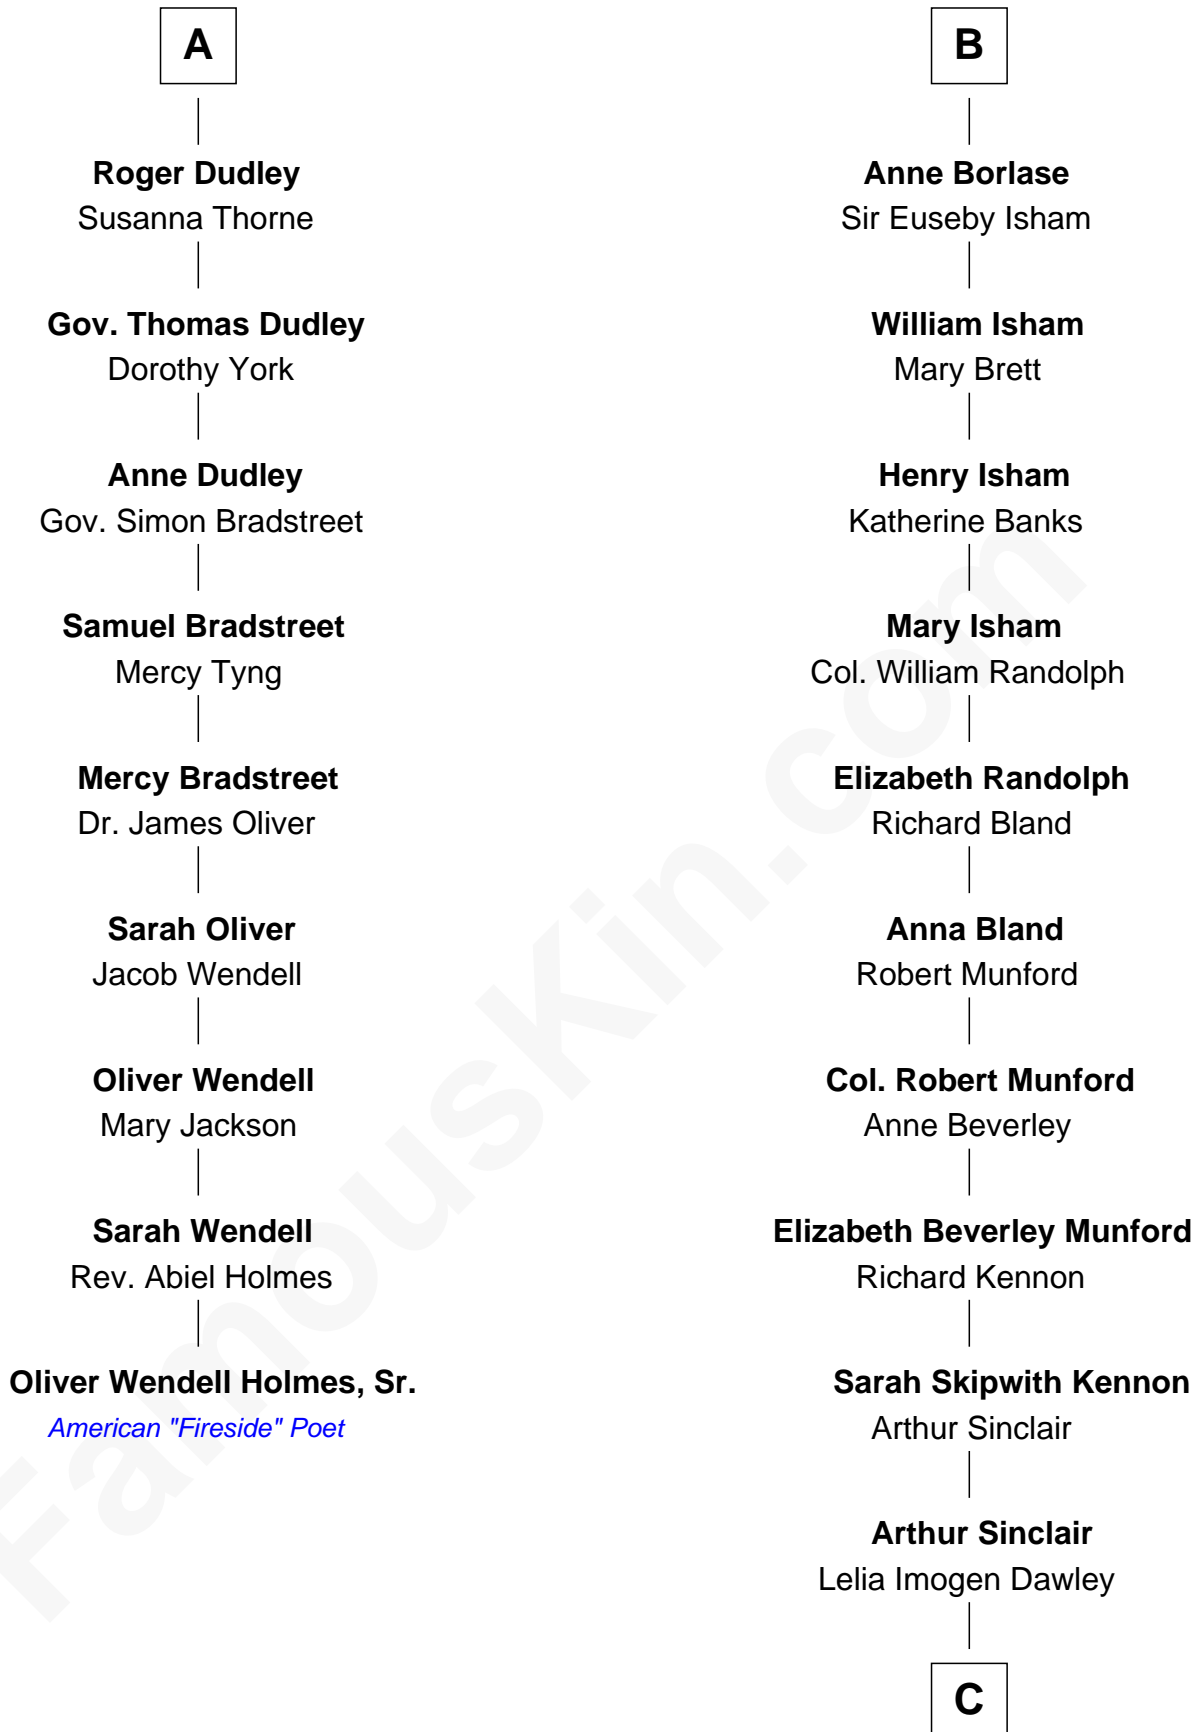 A
Roger Dudley
Susanna Thorne
Gov. Thomas Dudley
Dorothy York
Anne Dudley
Gov. Simon Bradstreet
Samuel Bradstreet
Mercy Tyng
Mercy Bradstreet
Dr. James Oliver
Sarah Oliver
Jacob Wendell
Oliver Wendell
Mary Jackson
Sarah Wendell
Rev. Abiel Holmes
Oliver Wendell Holmes, Sr.
American "Fireside" Poet
B
Anne Borlase
Sir Euseby Isham
William Isham
Mary Brett
Henry Isham
Katherine Banks
Mary Isham
Col. William Randolph
Elizabeth Randolph
Richard Bland
Anna Bland
Robert Munford
Col. Robert Munford
Anne Beverley
Elizabeth Beverley Munford
Richard Kennon
Sarah Skipwith Kennon
Arthur Sinclair
Arthur Sinclair
Lelia Imogen Dawley
C
FamousKin.com